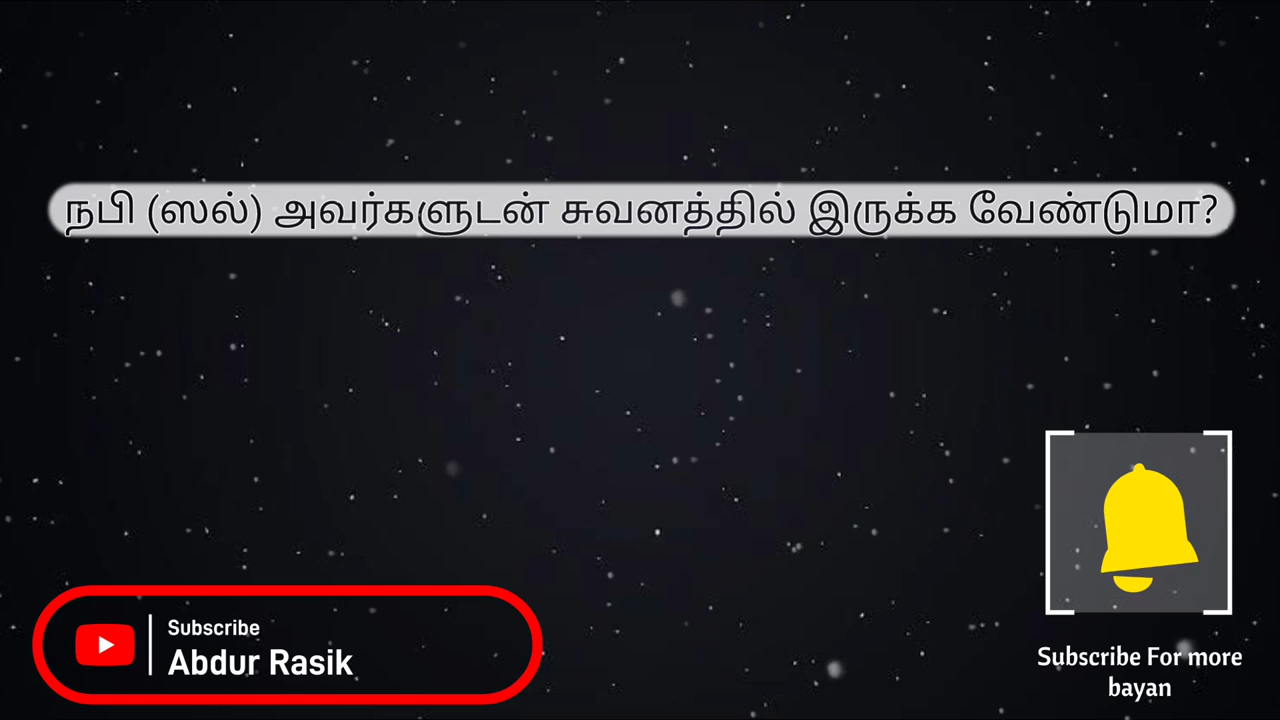 நபி (ஸல்) அவர்களுடன் சுவனத்தில் இருக்க வேண்டுமா?
Subscribe
Abdur Rasik
Subscribe For more
bayan